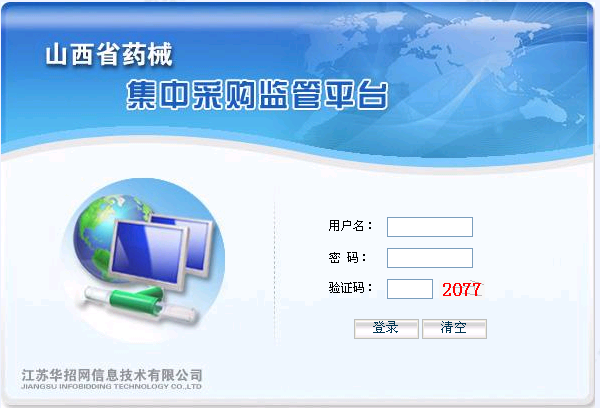 山西省药械
集中采购监管平台
用户名：
密 码：
验证码： 2077
登录 清空
江苏华招网信息技术有限公司
JIANGSU INFOBIDDING TECHNOLOGY CO.,LTD